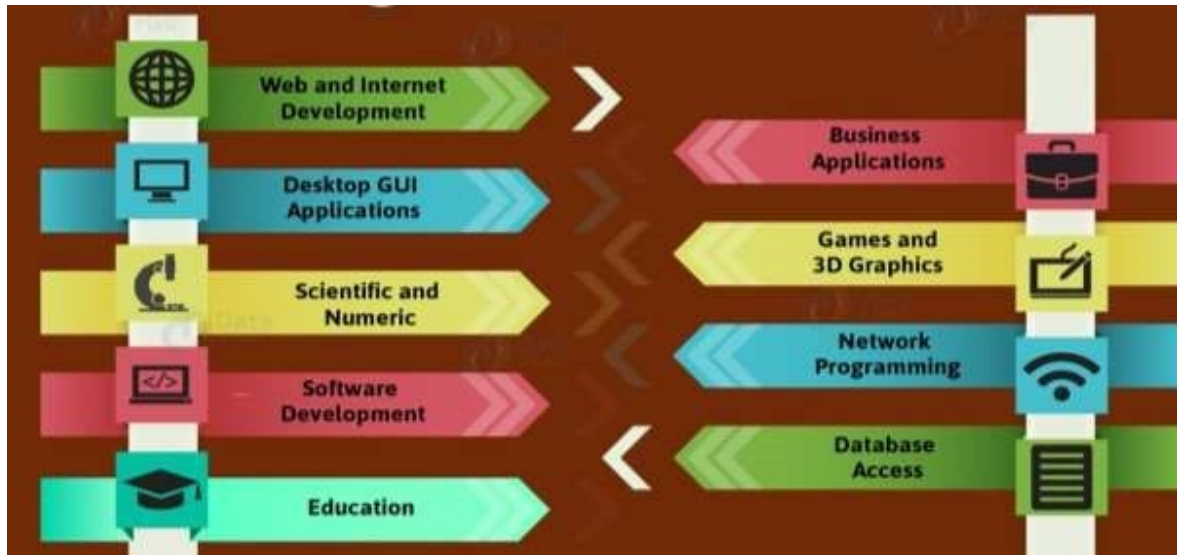 Web and Internet
Development
Desktop GUI
Applications
Scientific and
Numeric
</>
Software
Development
Education
Business
Applications
Games and
3D Graphics
Network
Programming
Database
Access